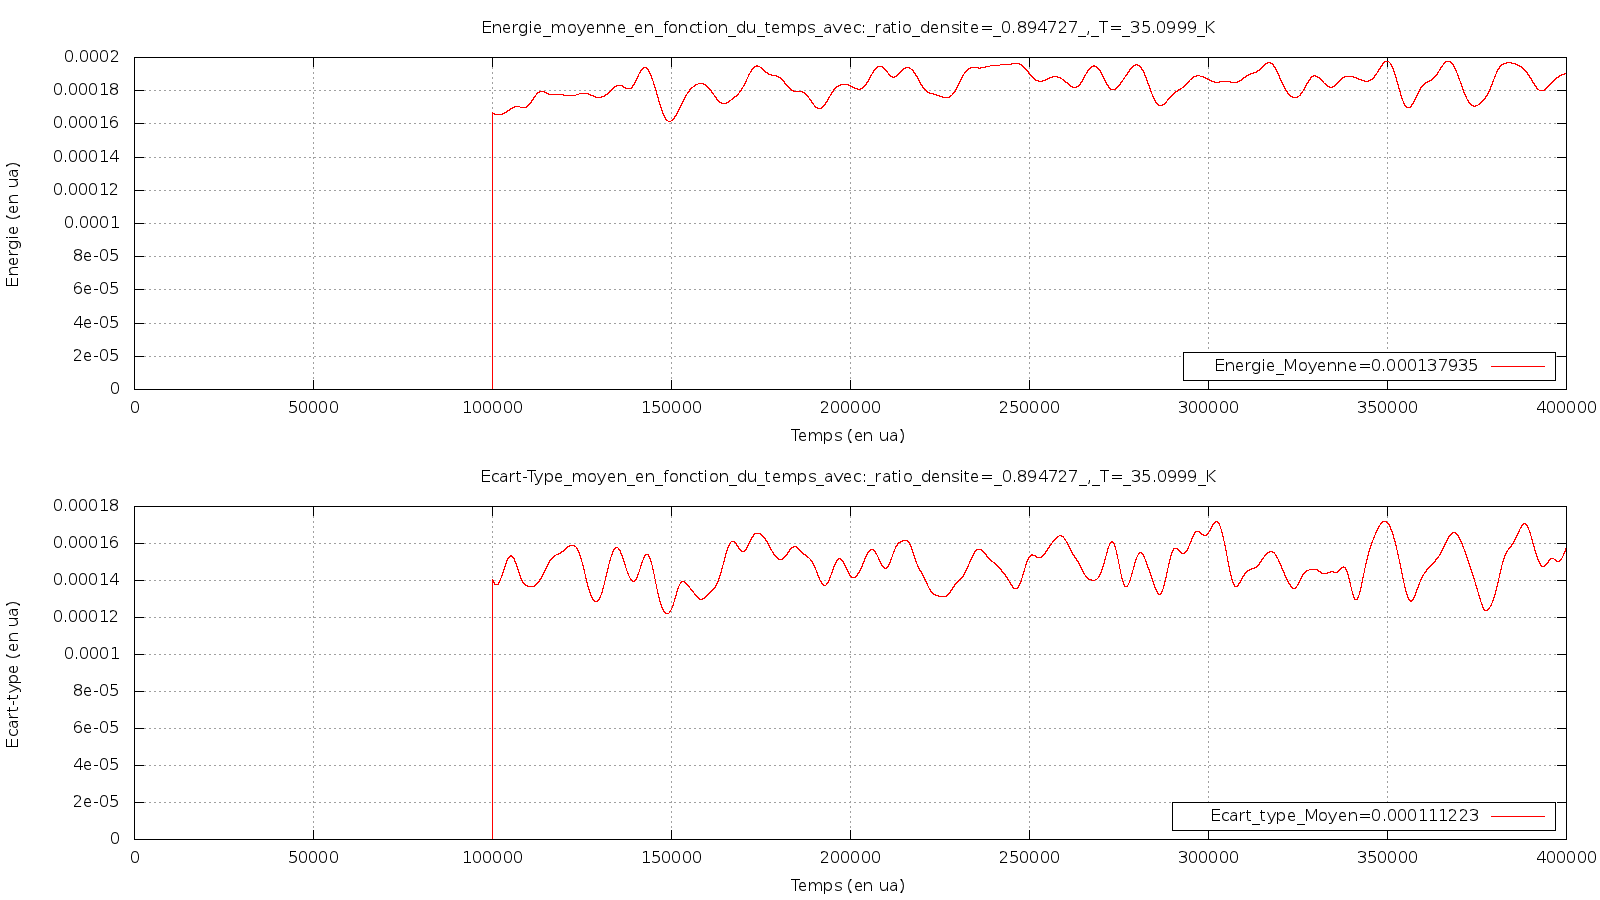 Energie_moyenne_en_fonction_du_temps_avec:_ratio_densite=_0.894727_,_T=_35.0999_K
0.0002
0.00018
0.00016
0.00014
0.00012
0.0001
8e-05
6e-05
4e-05
2e-05
0
Energie (en ua)
Energie_Moyenne=0.000137935
0 50000 100000 150000 200000 250000 300000 350000 400000
Temps (en ua)
Ecart-Type_moyen_en_fonction_du_temps_avec:_ratio_densite=_0.894727_,_T=_35.0999_K
0.00018
0.00016
0.00014
0.00012
0.0001
8e-05
6e-05
4e-05
2e-05
0
Ecart-type (en ua)
Ecart_type_Moyen=0.000111223
0 50000 100000 150000 200000 250000 300000 350000 400000
Temps (en ua)